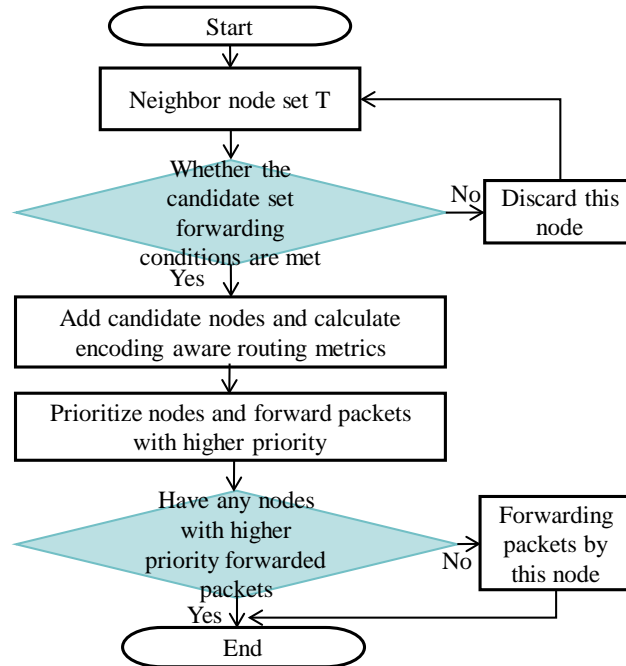 Start
Neighbor node set T
Whether the
candidate set
forwarding
conditions are met
No
Discard this
node
Yes
Add candidate nodes and calculate
encoding aware routing metrics
Prioritize nodes and forward packets
with higher priority
Have any nodes
with higher
priority forwarded
packets
No
Forwarding
packets by
this node
Yes
End